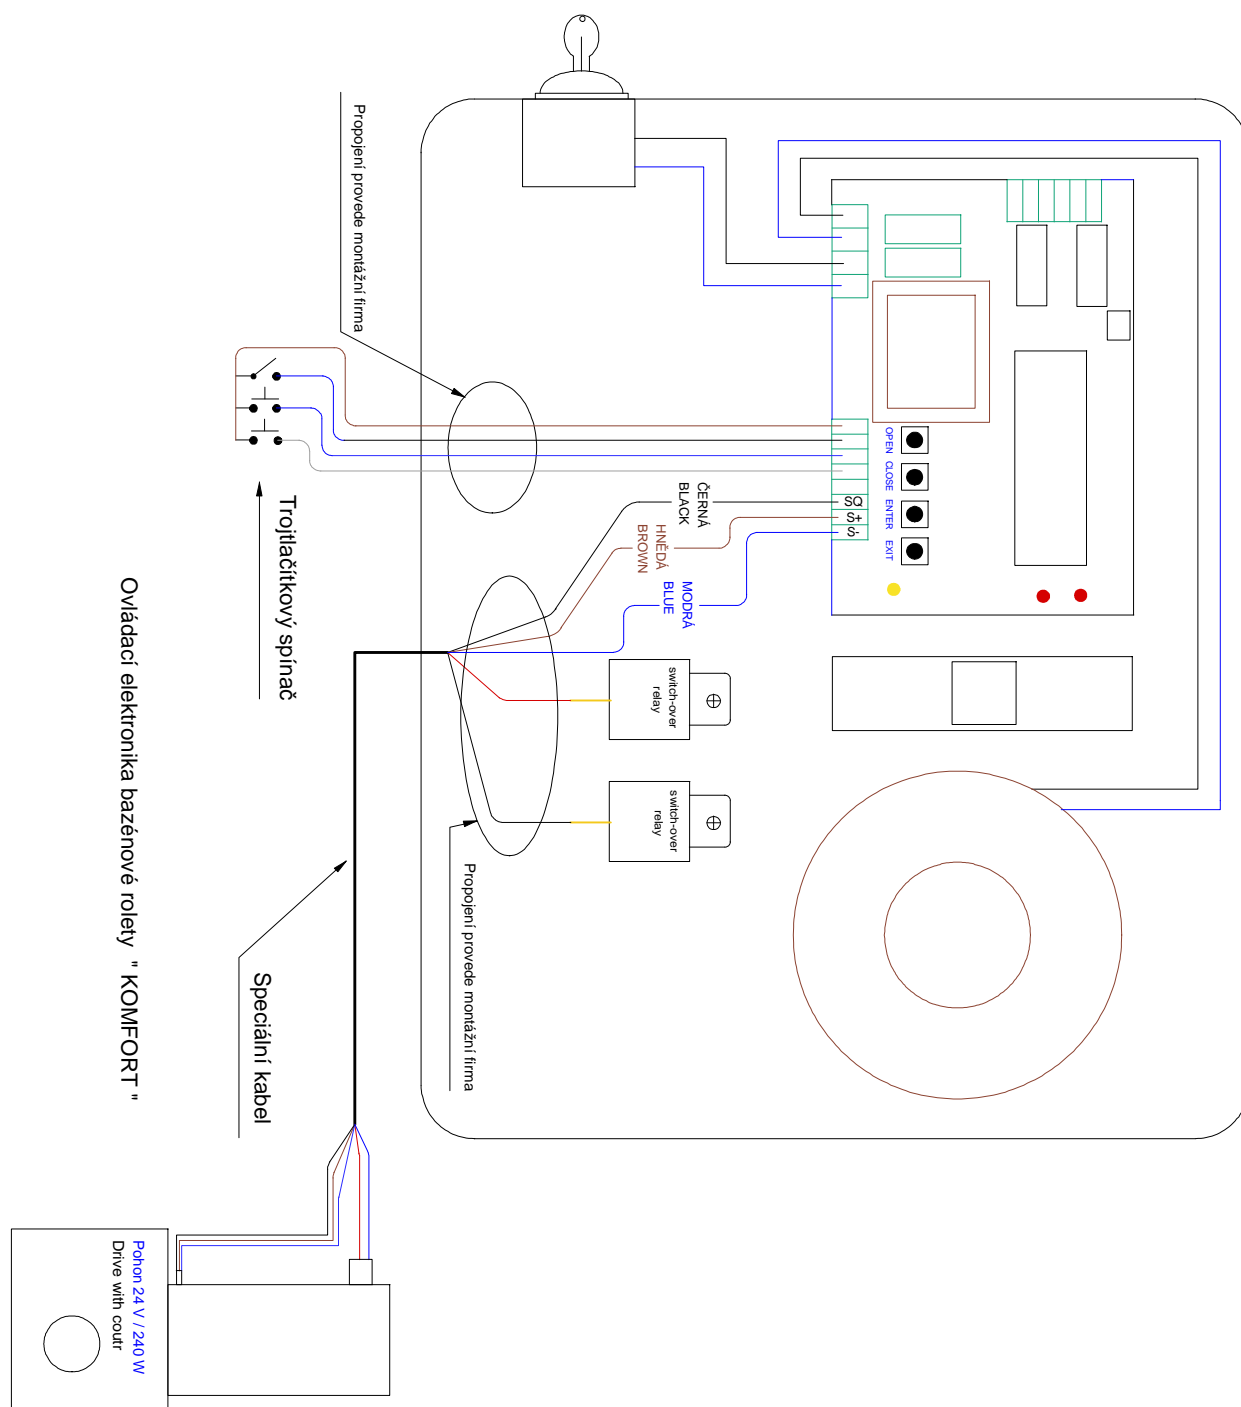 Propojení provede montážní firma
OPEN
CLOSE
ENTER
EXIT
SQ
S+
S-
ČERNÁ
BLACK
HNĚDÁ
BROWN
MODRÁ
BLUE
switch-over
relay
switch-over
relay
Trojtlačítkový spínač
Propojení provede montážní firma
Speciální kabel
Ovládací elektronika bazénové rolety " KOMFORT "
Pohon 24 V / 240 W
Drive with coutr